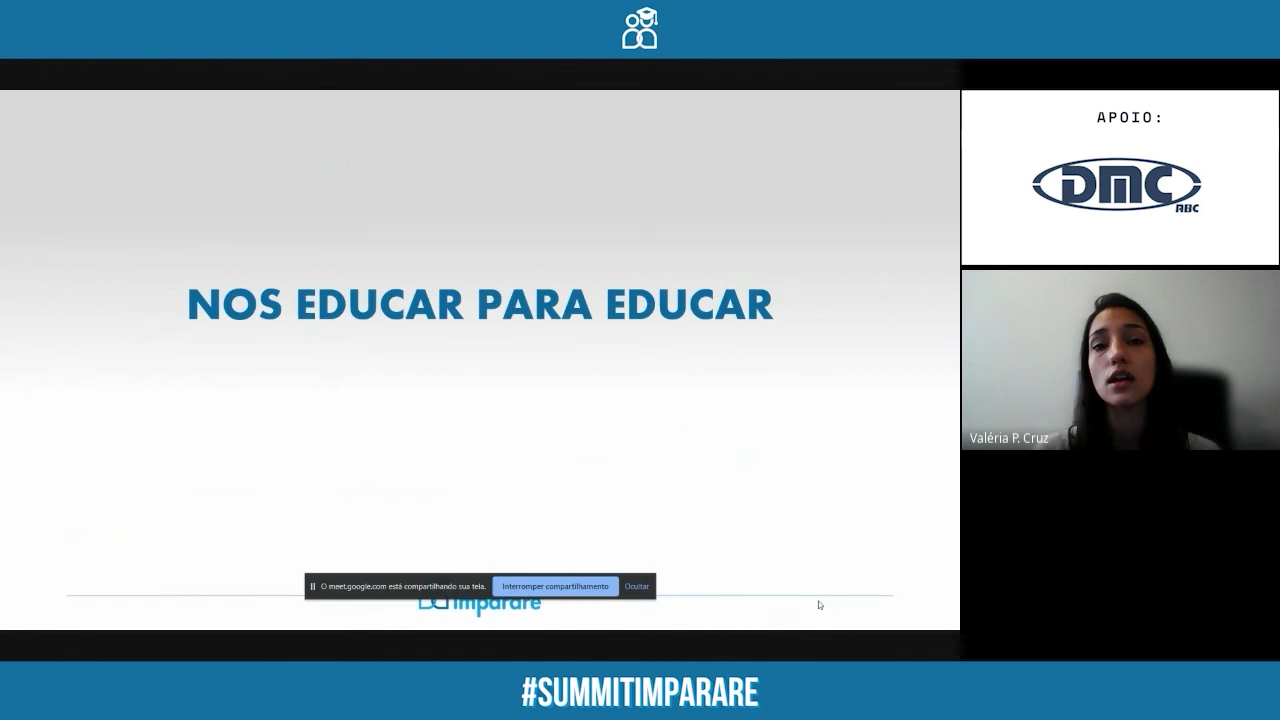 APOIO:
DMC
ABC
NOS EDUCAR PARA EDUCAR
Valéria P. Cruz
O meet.google.com está compartilhando sua tela.
Interromper compartilhamento
Ocultar
imparare
#SUMMITIMPARARE